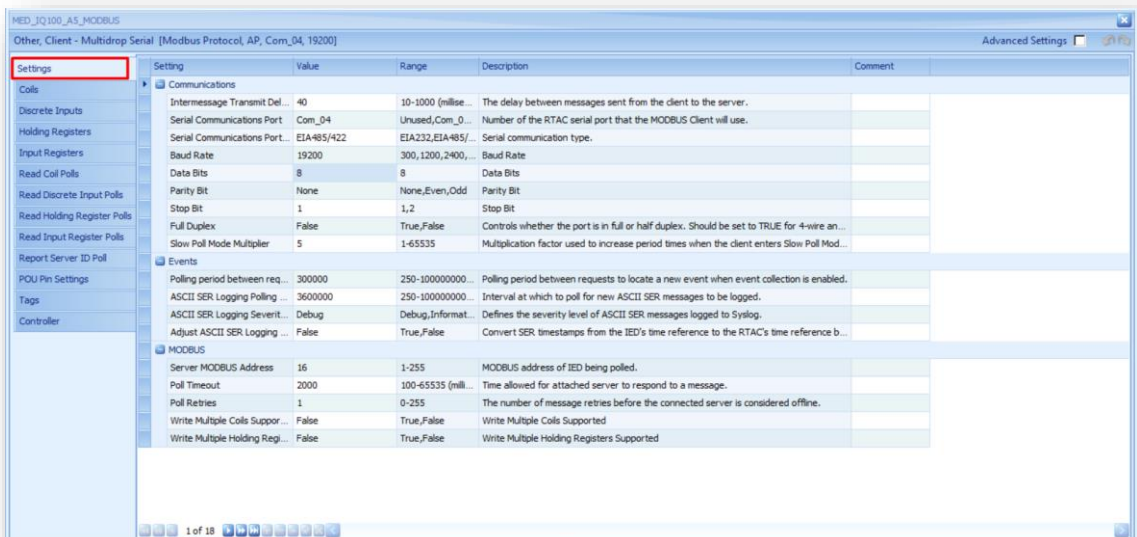 MED_IQ100_A5_MODBUS
Other, Client - Multidrop Serial [Modbus Protocol, AP, Com_04, 19200]
Advanced Settings
Settings
Coils
Discrete Inputs
Holding Registers
Input Registers
Read Coil Polls
Read Discrete Input Polls
Read Holding Register Polls
Read Input Register Polls
Report Server ID Poll
POU Pin Settings
Tags
Controller
Setting Value Range Description Comment
Communications
Intermessage Transmit Del... 40 10-1000 (millise... The delay between messages sent from the client to the server.
Serial Communications Port Com_04 Unused,Com_0... Number of the RTAC serial port that the MODBUS Client will use.
Serial Communications Port... EIA485/422 EIA232,EIA485/... Serial communication type.
Baud Rate 19200 300,1200,2400,... Baud Rate
Data Bits 8 8 Data Bits
Parity Bit None None,Even,Odd Parity Bit
Stop Bit 1 1,2 Stop Bit
Full Duplex False True,False Controls whether the port is in full or half duplex. Should be set to TRUE for 4-wire an...
Slow Poll Mode Multiplier 5 1-65535 Multiplication factor used to increase period times when the client enters Slow Poll Mod...
Events
Polling period between req... 300000 250-100000000... Polling period between requests to locate a new event when event collection is enabled.
ASCII SER Logging Polling ... 3600000 250-100000000... Interval at which to poll for new ASCII SER messages to be logged.
ASCII SER Logging Severit... Debug Debug,Informat... Defines the severity level of ASCII SER messages logged to Syslog.
Adjust ASCII SER Logging ... False True,False Convert SER timestamps from the IED's time reference to the RTAC's time reference b...
MODBUS
Server MODBUS Address 16 1-255 MODBUS address of IED being polled.
Poll Timeout 2000 100-65535 (milli... Time allowed for attached server to respond to a message.
Poll Retries 1 0-255 The number of message retries before the connected server is considered offline.
Write Multiple Coils Suppor... False True,False Write Multiple Coils Supported
Write Multiple Holding Regi... False True,False Write Multiple Holding Registers Supported
1 of 18